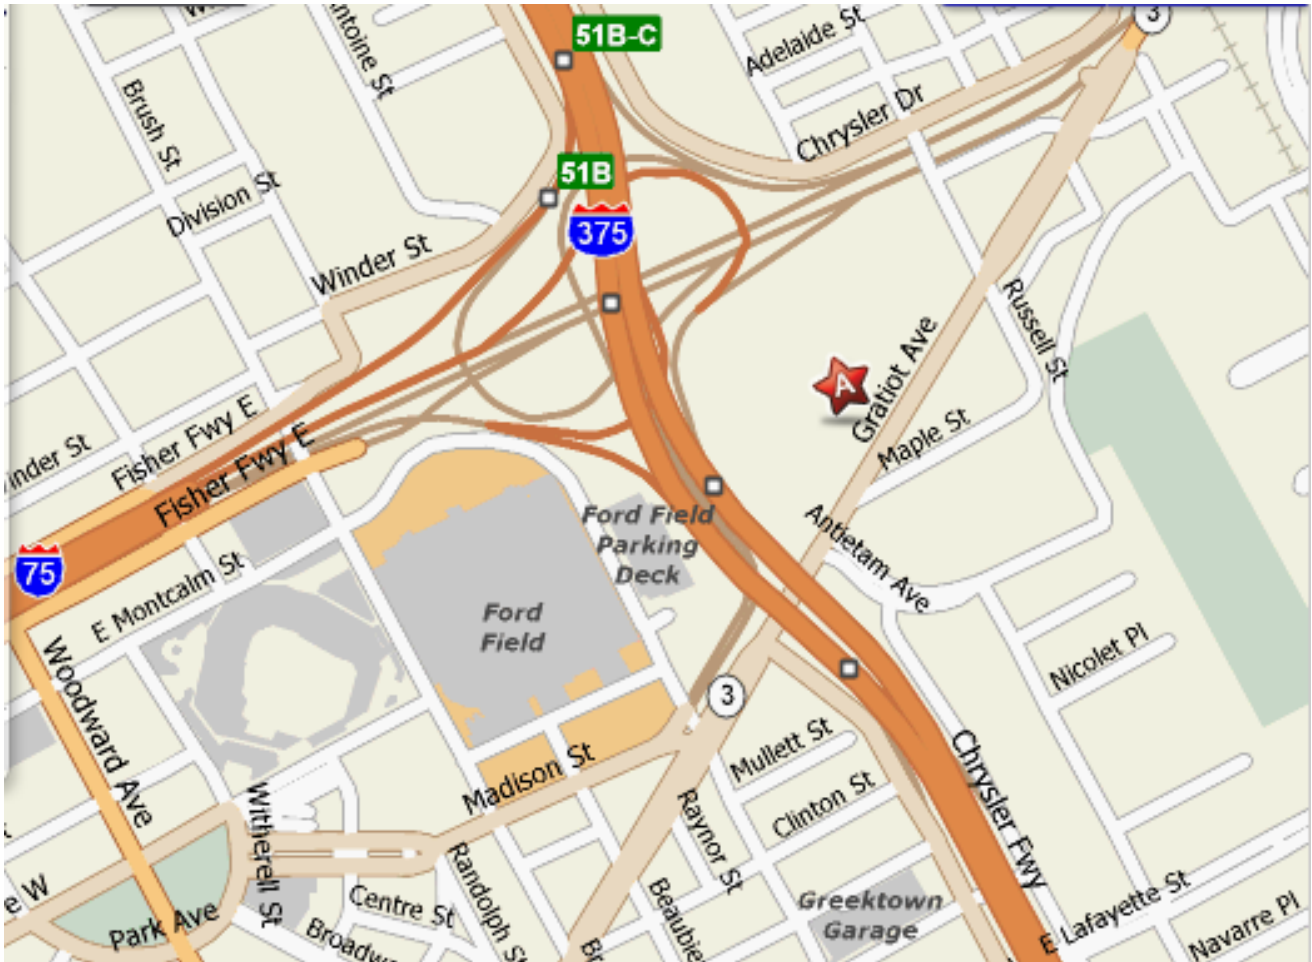 51B-C
3
Adelaide St
Antoine St
Brush St
Chrysler Dr
51B
Division St
375
Winder St
Russell St
Gratiot Ave
A
Fisher Fwy E
Maple St
Fisher Fwy E
Ford Field
Parking
Deck
Antietam Ave
75
E Montcalm St
Ford
Field
Nicolet Pl
Woodward Ave
3
Mullett St
Madison St
Chrysler Fwy
Clinton St
Raynor St
Witherell St
Randolph St
Centre St
Greektown
Garage
E Lafayette St
Park Ave
Navarre Pl